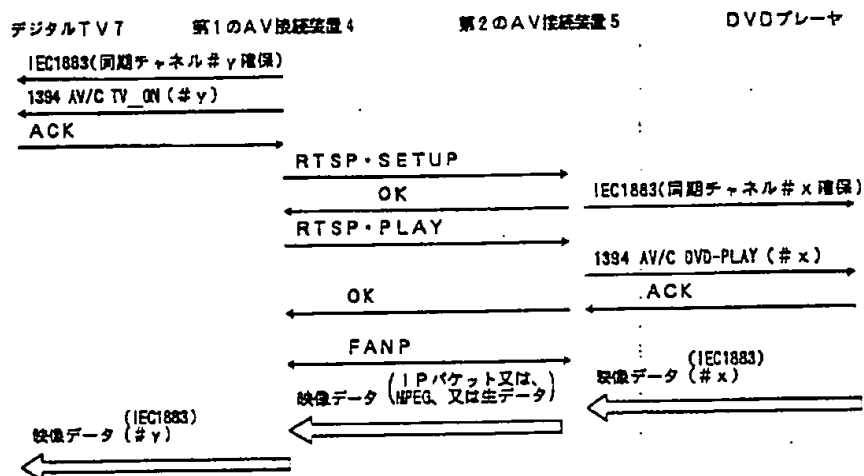 デジタルTV7 第1のAV接続装置4 第2のAV接続装置5 DVDプレーヤ
IEC1883(同期チャネル#y確保)
1394 AV/C TV_ON(#y)
ACK
RTSP・SETUP
OK IEC1883(同期チャネル#x確保)
RTSP・PLAY
1394 AV/C DVD-PLAY(#x)
OK ACK
FANP
映像データ(IPパケット又は、MPEG、又は生データ) 映像データ(IEC1883)(#x)
映像データ(IEC1883)(#y)